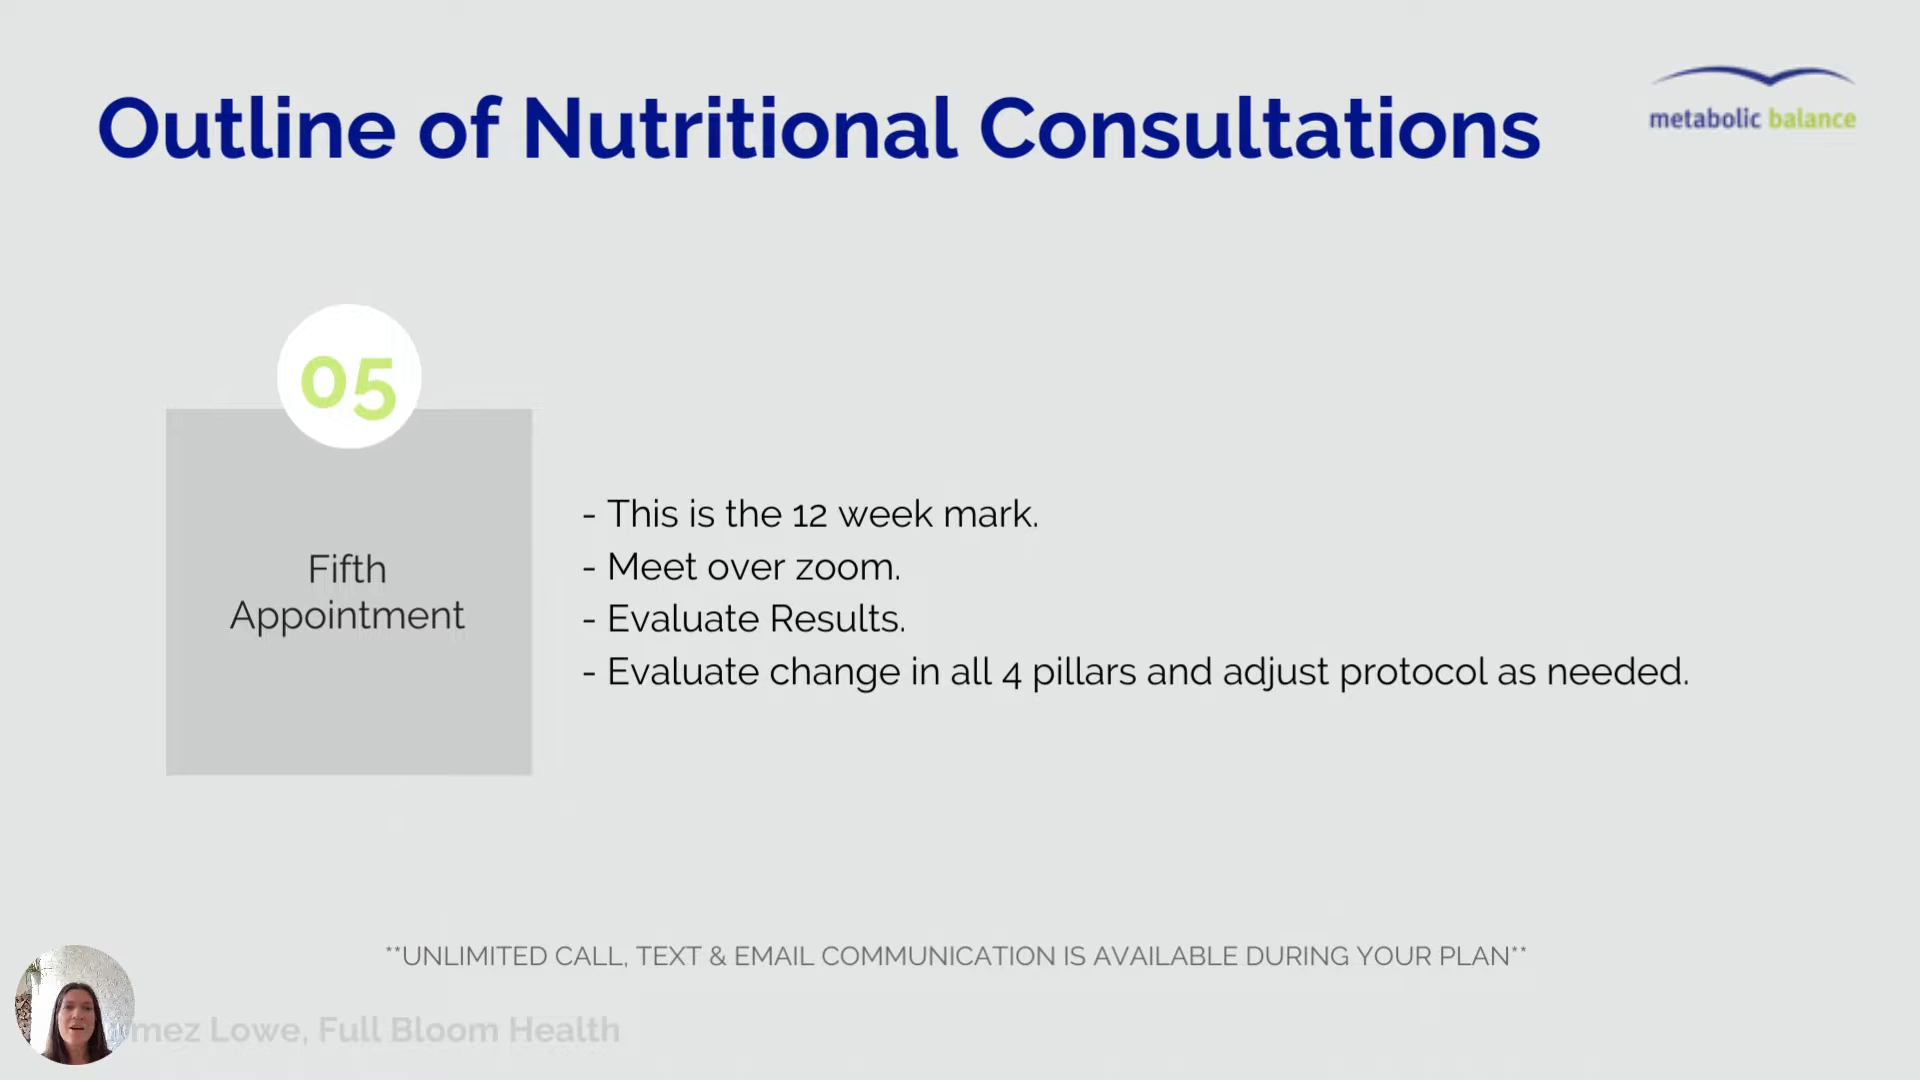 Outline of Nutritional Consultations
metabolic balance
05
Fifth
Appointment
- This is the 12 week mark.
- Meet over zoom.
- Evaluate Results.
- Evaluate change in all 4 pillars and adjust protocol as needed.
**UNLIMITED CALL, TEXT & EMAIL COMMUNICATION IS AVAILABLE DURING YOUR PLAN**
Lowe, Full Bloom Health